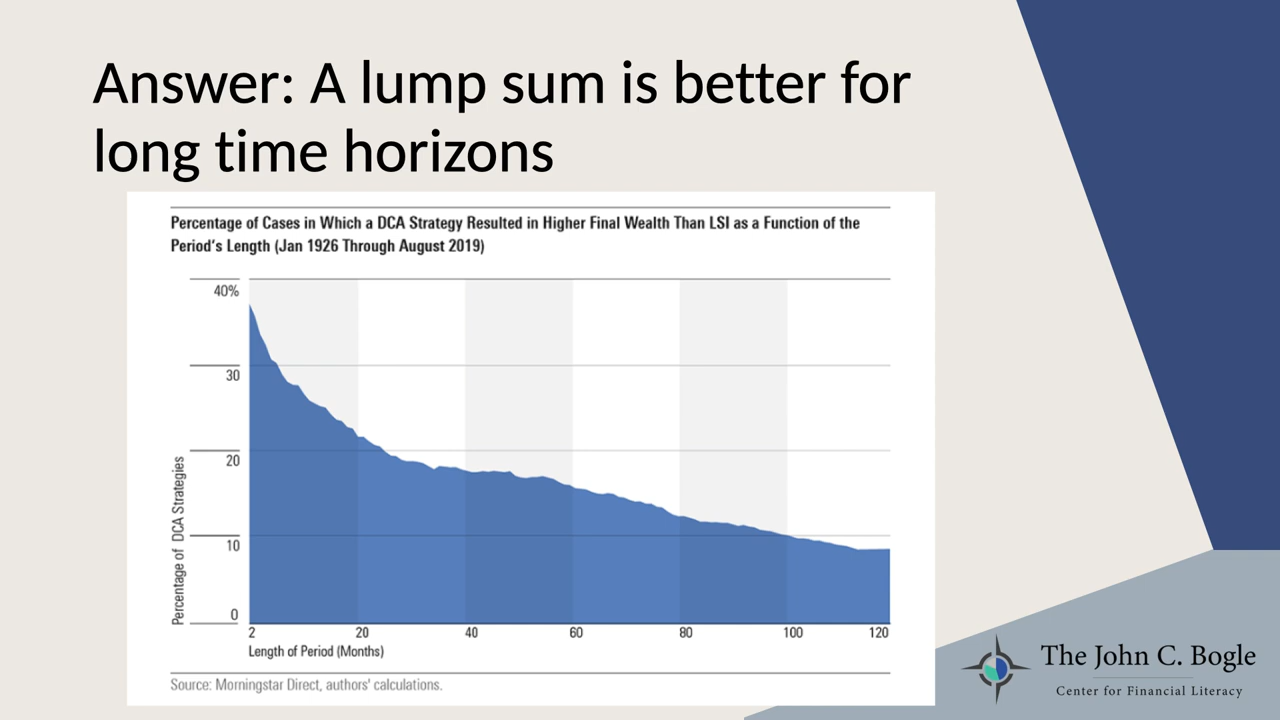 Answer: A lump sum is better for
long time horizons
Percentage of Cases in Which a DCA Strategy Resulted in Higher Final Wealth Than LSI as a Function of the
Period's Length (Jan 1926 Through August 2019)
40%
30
20
10
0
Percentage of DCA Strategies
2 20 40 60 80 100 120
Length of Period (Months)
Source: Morningstar Direct, authors' calculations.
The John C. Bogle
Center for Financial Literacy